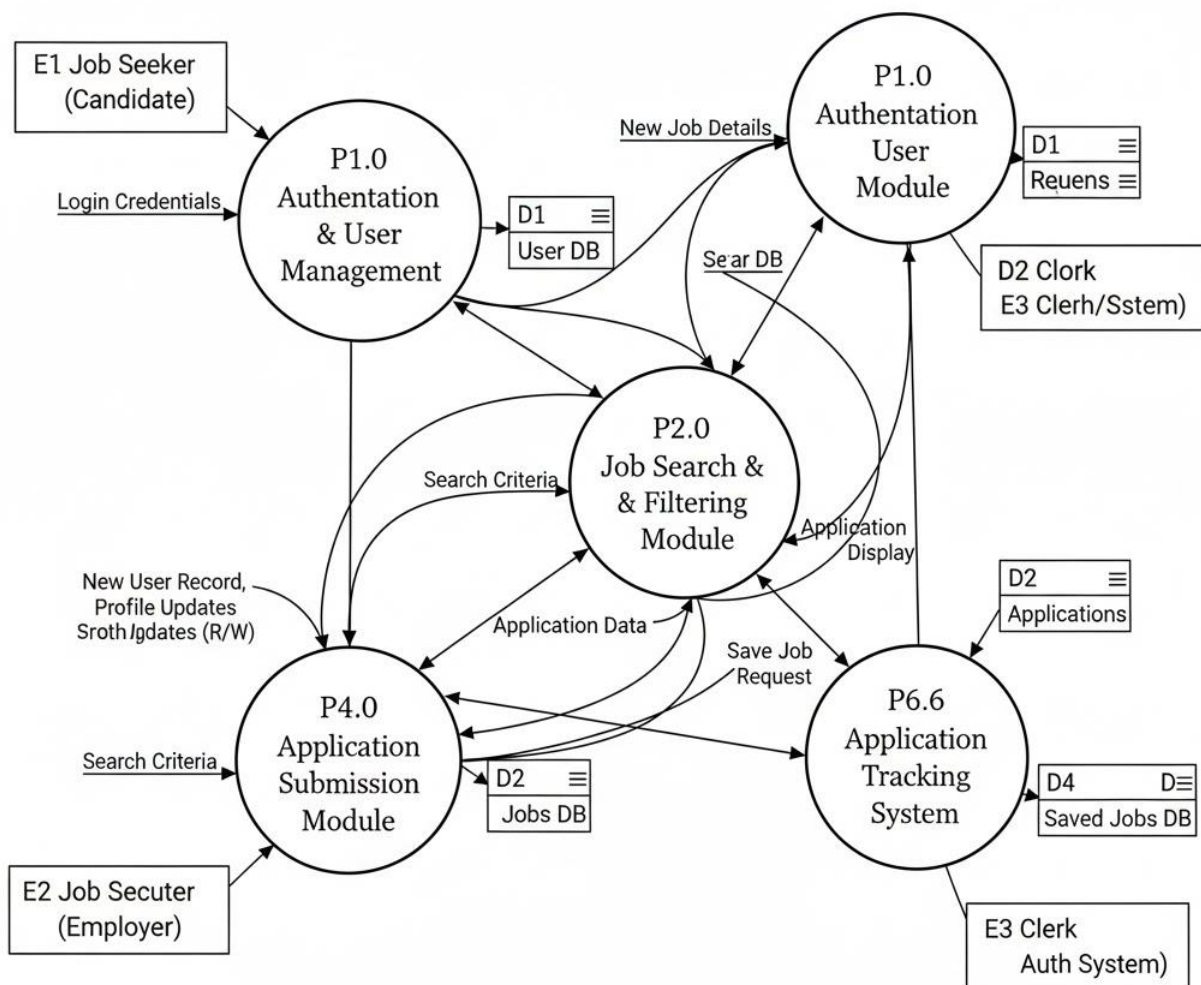 E1 Job Seeker
(Candidate)
P1.0
Authentation
& User
Management
Login Credentials
D1
User DB
New Job Details
P1.0
Authentation
User
Module
D1
Reuens
D2 Clork
E3 Clerh/Sstem)
Sear DB
P2.0
Job Search &
& Filtering
Module
Search Criteria
Application
Display
New User Record,
Profile Updates
(R/W)
Application Data
Save Job
Request
D2
Applications
P4.0
Application
Submission
Module
Search Criteria
D2
Jobs DB
P6.6
Application
Tracking
System
D4 D
Saved Jobs DB
E2 Job Secuter
(Employer)
E3 Clerk
Auth System)